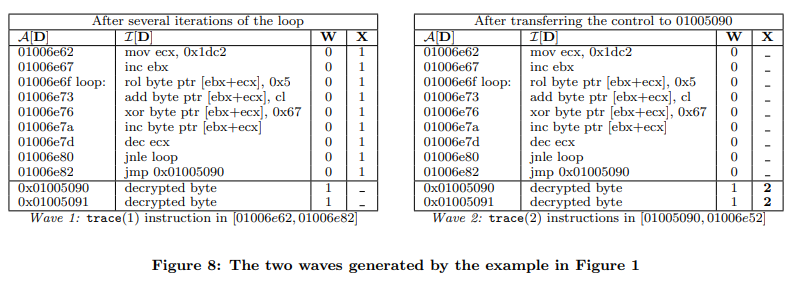 After several iterations of the loop
A[D] I[D] W X
01006e62 mov ecx, 0x1dc2 0 1
01006e67 inc ebx 0 1
01006e6f loop: rol byte ptr [ebx+ecx], 0x5 0 1
01006e73 add byte ptr [ebx+ecx], cl 0 1
01006e76 xor byte ptr [ebx+ecx], 0x67 0 1
01006e7a inc byte ptr [ebx+ecx] 0 1
01006e7d dec ecx 0 1
01006e80 jnle loop 0 1
01006e82 jmp 0x01005090 0 1
0x01005090 decrypted byte 1 _
0x01005091 decrypted byte 1 _
Wave 1: trace(1) instruction in [01006e62, 01006e82]
After transferring the control to 01005090
A[D] I[D] W X
01006e62 mov ecx, 0x1dc2 0 _
01006e67 inc ebx 0 _
01006e6f loop: rol byte ptr [ebx+ecx], 0x5 0 _
01006e73 add byte ptr [ebx+ecx], cl 0 _
01006e76 xor byte ptr [ebx+ecx], 0x67 0 _
01006e7a inc byte ptr [ebx+ecx] 0 _
01006e7d dec ecx 0 _
01006e80 jnle loop 0 _
01006e82 jmp 0x01005090 0 _
0x01005090 decrypted byte 1 2
0x01005091 decrypted byte 1 2
Wave 2: trace(2) instructions in [01005090, 01006e52]
Figure 8: The two waves generated by the example in Figure 1